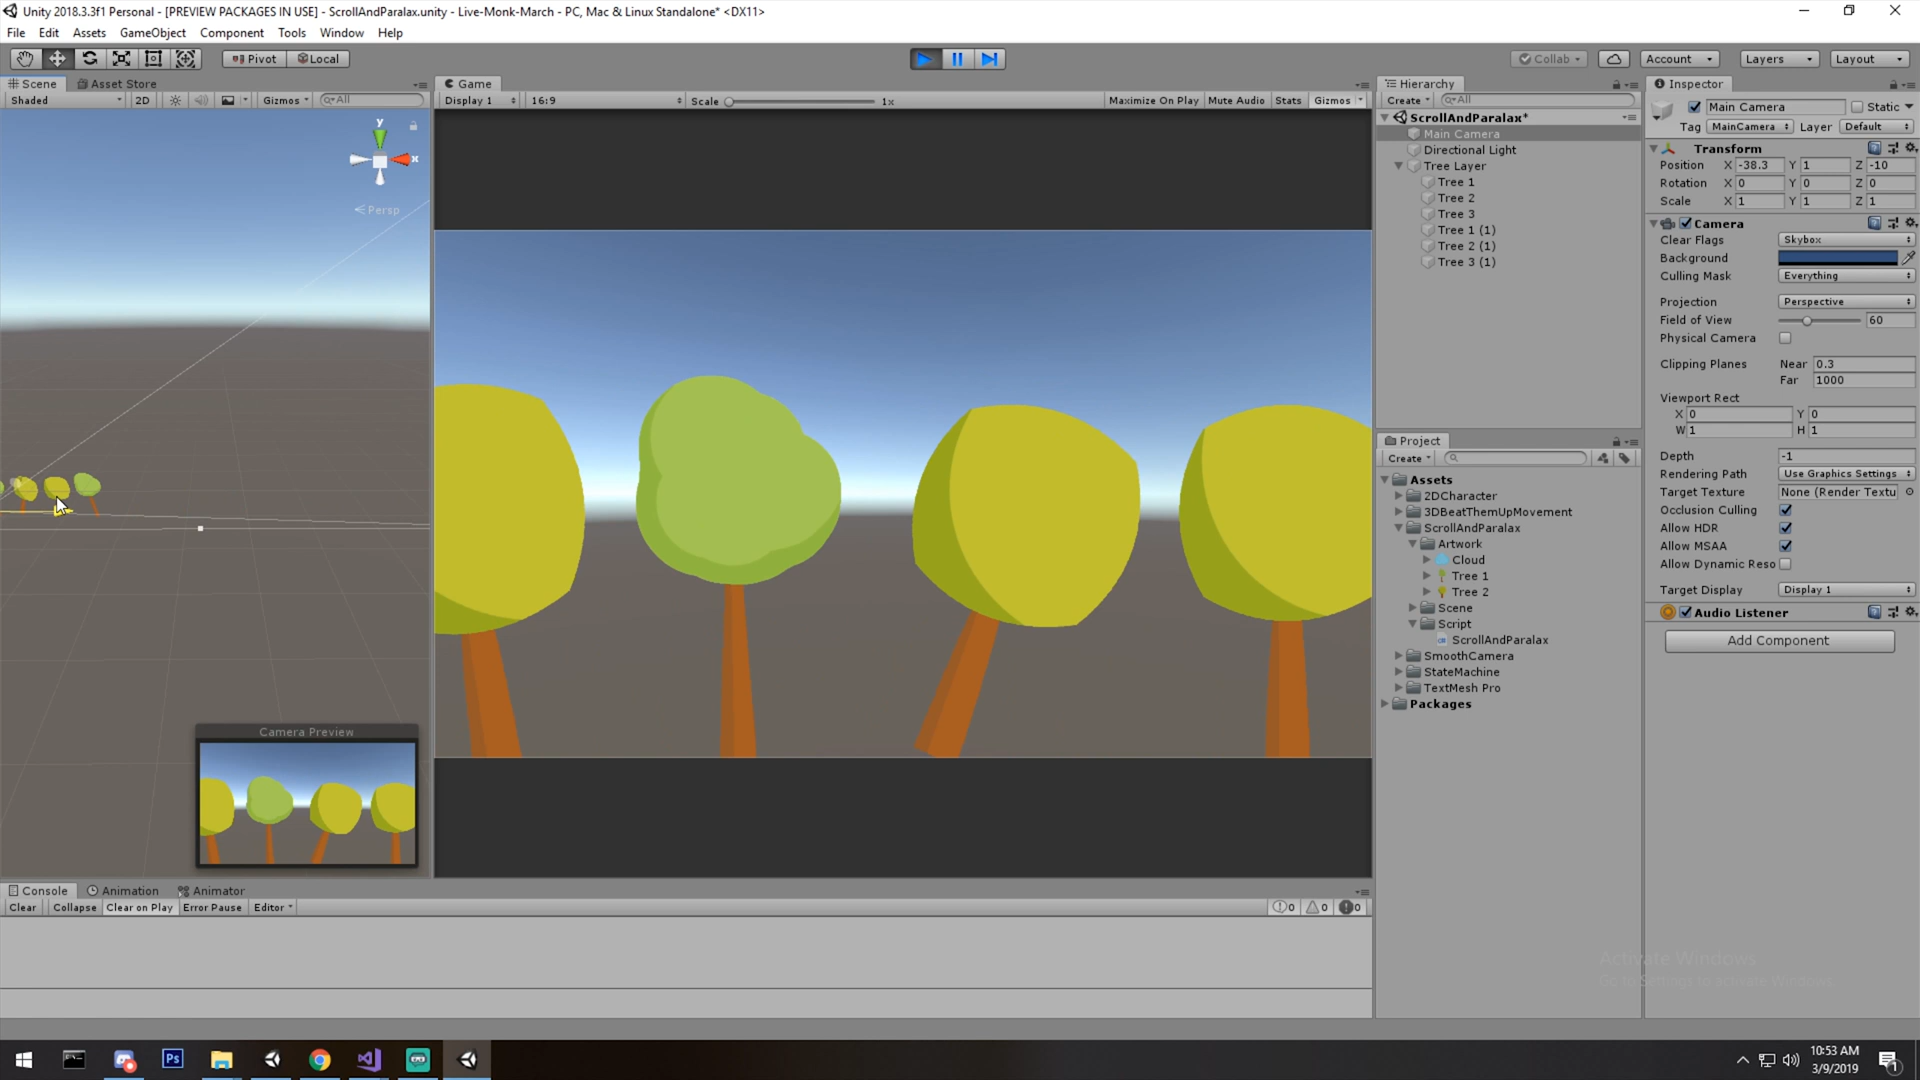 Unity 2018.3.3f1 Personal - [PREVIEW PACKAGES IN USE] - ScrollAndParalax.unity - Live-Monk-March - PC, Mac & Linux Standalone* <DX11>
File Edit Assets GameObject Component Tools Window Help
Pivot Local Collab Account Layers Layout
Scene Asset Store
Shaded 2D Gizmos All
y
x
Persp
Camera Preview
Game
Display 1 16:9 Scale 1x Maximize On Play Mute Audio Stats Gizmos
Hierarchy
Create All
ScrollAndParalax*
Main Camera
Directional Light
Tree Layer
Tree 1
Tree 2
Tree 3
Tree 1 (1)
Tree 2 (1)
Tree 3 (1)
Project
Create
Assets
2DCharacter
3DBeatThemUpMovement
ScrollAndParalax
Artwork
Cloud
Tree 1
Tree 2
Scene
Script
ScrollAndParalax
SmoothCamera
StateMachine
TextMesh Pro
Packages
Inspector
Main Camera Static
Tag MainCamera Layer Default
Transform
Position X -38.3 Y 1 Z -10
Rotation X 0 Y 0 Z 0
Scale X 1 Y 1 Z 1
Camera
Clear Flags Skybox
Background
Culling Mask Everything
Projection Perspective
Field of View 60
Physical Camera
Clipping Planes Near 0.3
Far 1000
Viewport Rect
X 0 Y 0
W 1 H 1
Depth -1
Rendering Path Use Graphics Settings
Target Texture None (Render Textu
Occlusion Culling
Allow HDR
Allow MSAA
Allow Dynamic Reso
Target Display Display 1
Audio Listener
Add Component
Console Animation Animator
Clear Collapse Clear on Play Error Pause Editor 0 0 0
Activate Windows
Go to Settings to activate Windows.
Ps
10:53 AM
3/9/2019
1